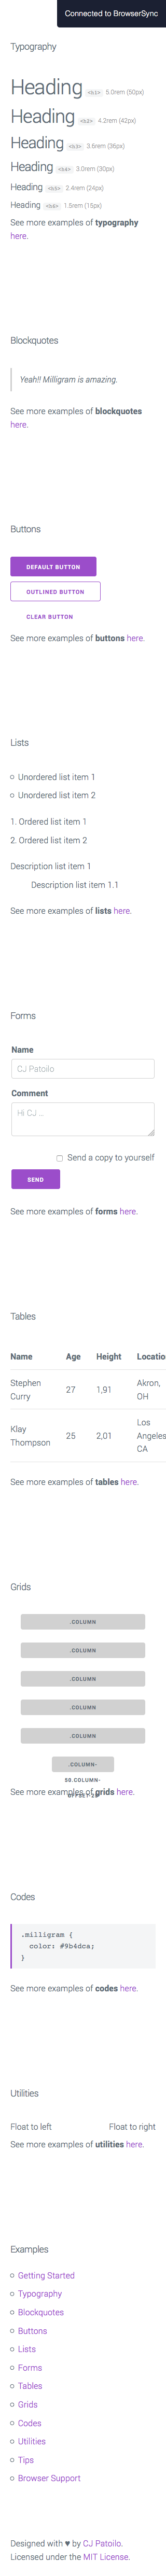 Connected to BrowserSync
Typography
Heading <h1> 5.0rem (50px)
Heading <h2> 4.2rem (42px)
Heading <h3> 3.6rem (36px)
Heading <h4> 3.0rem (30px)
Heading <h5> 2.4rem (24px)
Heading <h6> 1.5rem (15px)
See more examples of typography
here.
Blockquotes
Yeah!! Milligram is amazing.
See more examples of blockquotes
here.
Buttons
DEFAULT BUTTON
OUTLINED BUTTON
CLEAR BUTTON
See more examples of buttons here.
Lists
Unordered list item 1
Unordered list item 2
1. Ordered list item 1
2. Ordered list item 2
Description list item 1
Description list item 1.1
See more examples of lists here.
Forms
Name
CJ Patoilo
Comment
Hi CJ ...
Send a copy to yourself
SEND
See more examples of forms here.
Tables
Name Age Height Locatio
Stephen Curry 27 1,91 Akron, OH
Klay Thompson 25 2,01 Los Angeles CA
See more examples of tables here.
Grids
.COLUMN
.COLUMN
.COLUMN
.COLUMN
.COLUMN
.COLUMN-
50.COLUMN-
OFFSET-25
See more examples of grids here.
Codes
.milligram {
color: #9b4dca;
}
See more examples of codes here.
Utilities
Float to left Float to right
See more examples of utilities here.
Examples
Getting Started
Typography
Blockquotes
Buttons
Lists
Forms
Tables
Grids
Codes
Utilities
Tips
Browser Support
Designed with ♥ by CJ Patoilo.
Licensed under the MIT License.